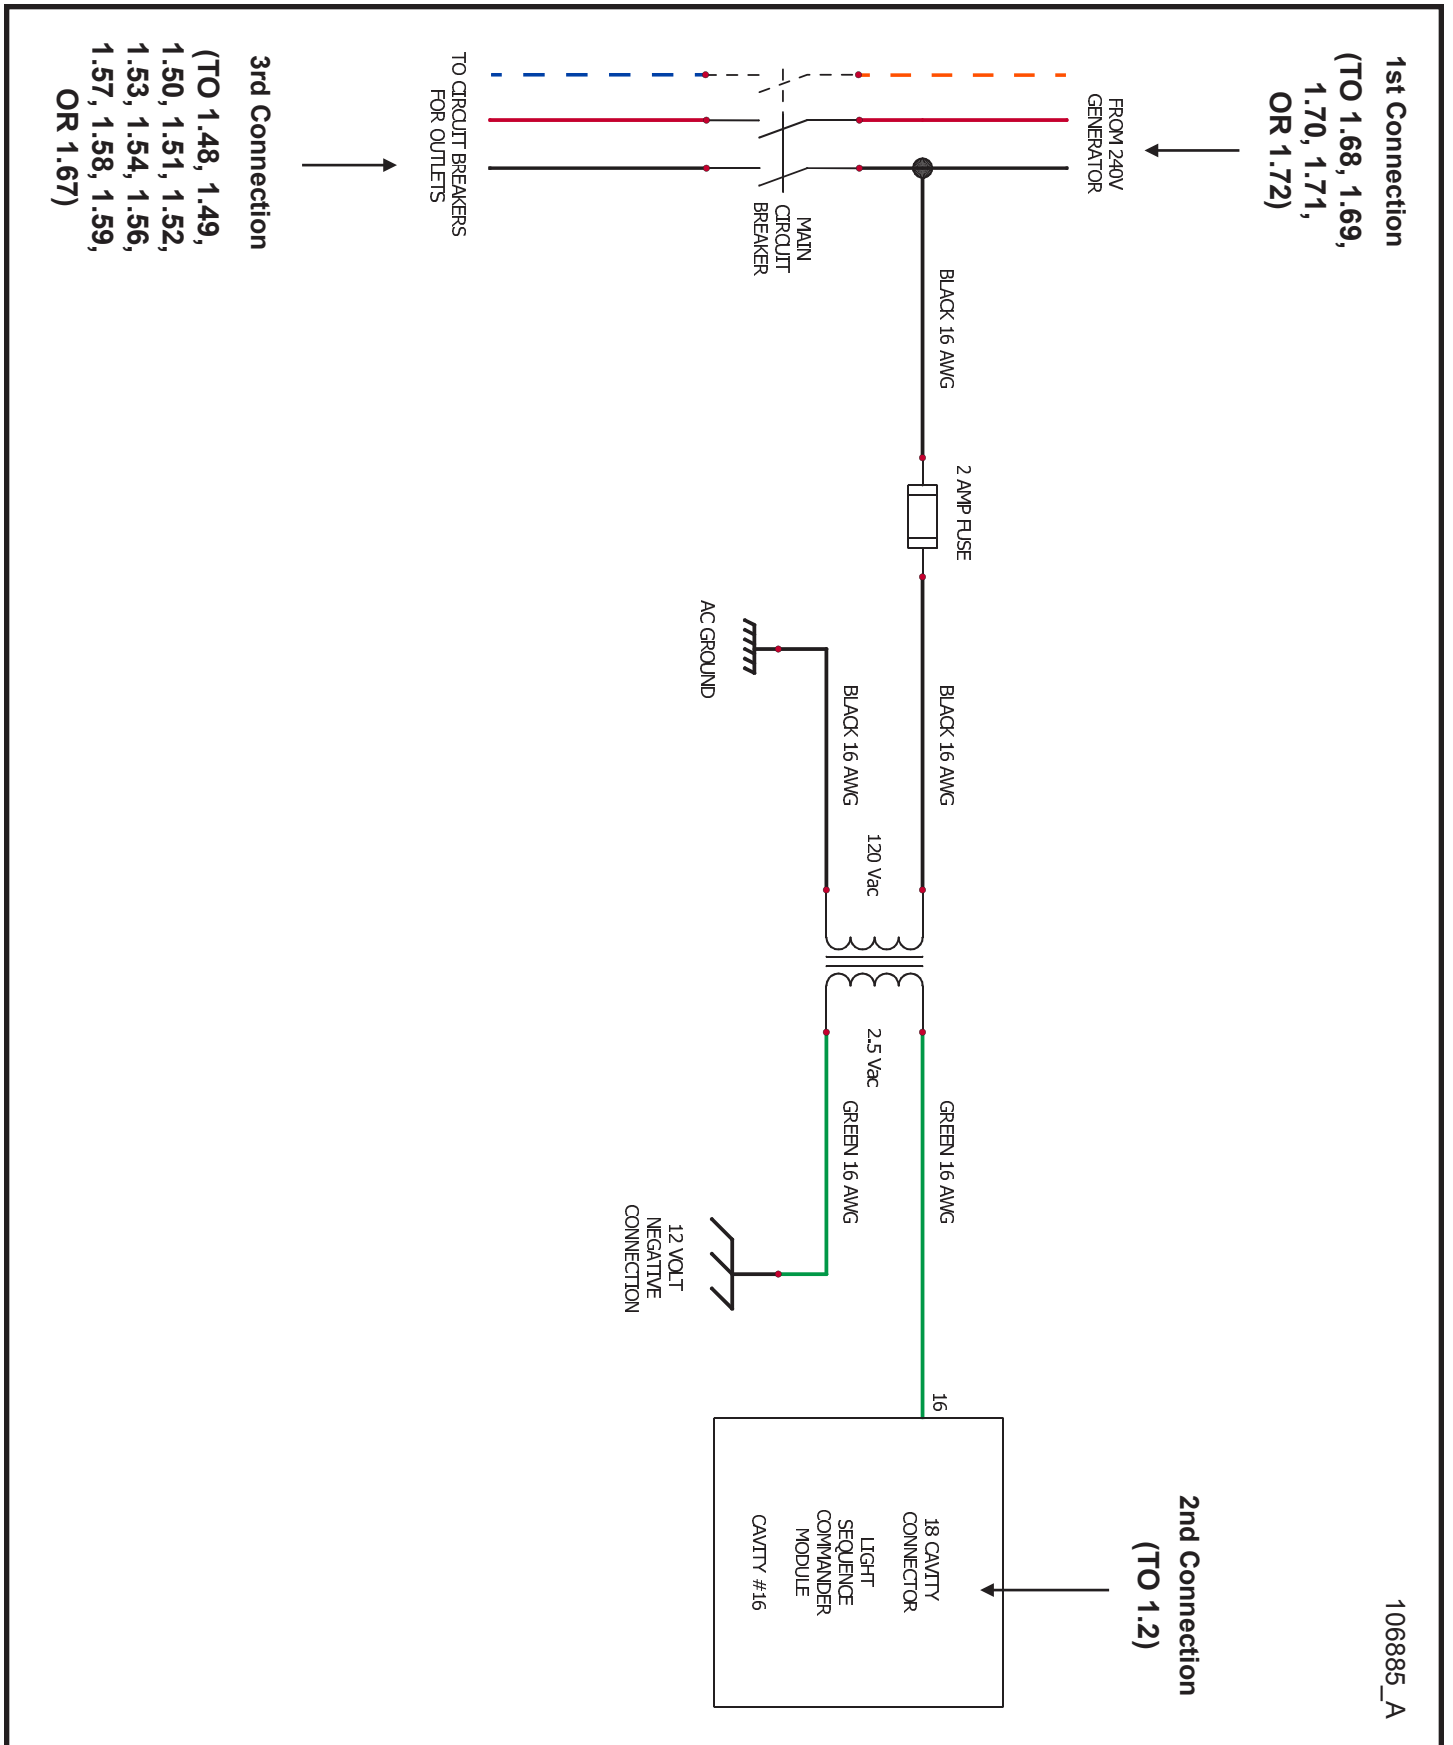 106885_A
1st Connection
(TO 1.68, 1.69,
1.70, 1.71,
OR 1.72)
FROM 240V
GENERATOR
MAIN
CIRCUIT
BREAKER
TO CIRCUIT BREAKERS
FOR OUTLETS
3rd Connection
(TO 1.48, 1.49,
1.50, 1.51, 1.52,
1.53, 1.54, 1.56,
1.57, 1.58, 1.59,
OR 1.67)
BLACK 16 AWG
2 AMP FUSE
BLACK 16 AWG
BLACK 16 AWG
AC GROUND
120 Vac
2.5 Vac
GREEN 16 AWG
GREEN 16 AWG
12 VOLT
NEGATIVE
CONNECTION
2nd Connection
(TO 1.2)
16
18 CAVITY
CONNECTOR
LIGHT
SEQUENCE
COMMANDER
MODULE
CAVITY #16